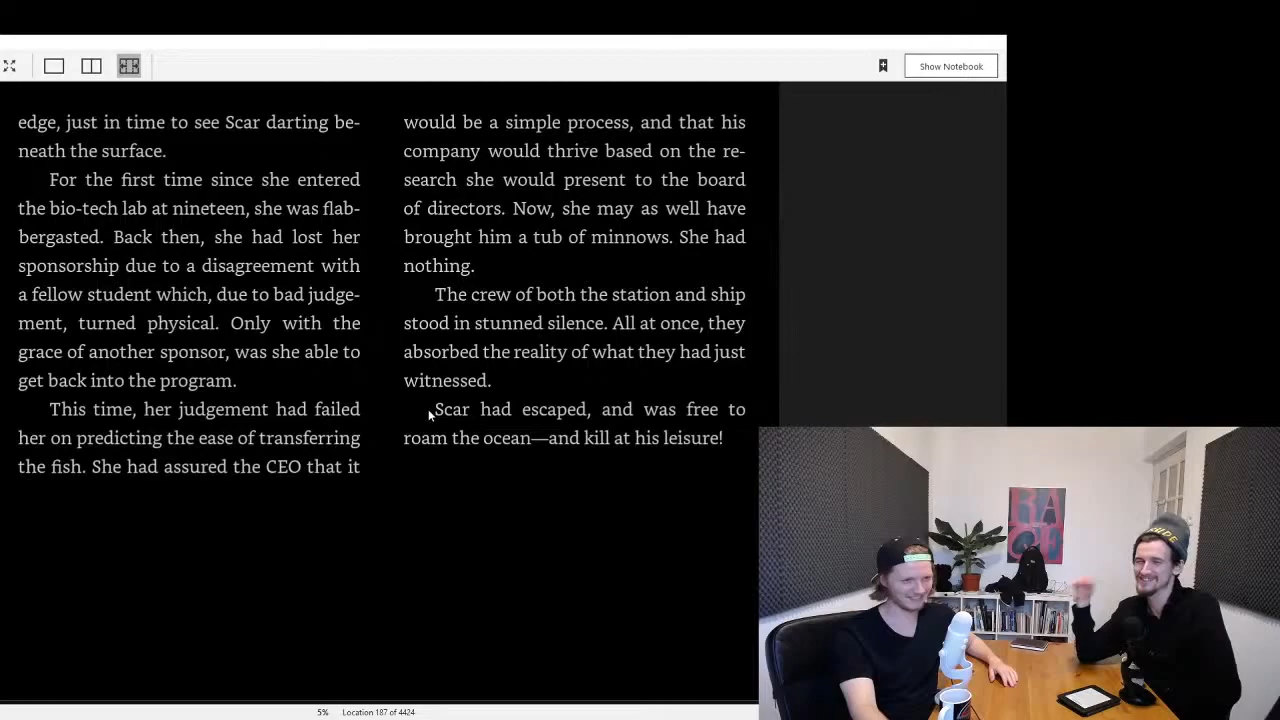 Show Notebook
edge, just in time to see Scar darting be-
neath the surface.
For the first time since she entered
the bio-tech lab at nineteen, she was flab-
bergasted. Back then, she had lost her
sponsorship due to a disagreement with
a fellow student which, due to bad judge-
ment, turned physical. Only with the
grace of another sponsor, was she able to
get back into the program.
This time, her judgement had failed
her on predicting the ease of transferring
the fish. She had assured the CEO that it
would be a simple process, and that his
company would thrive based on the re-
search she would present to the board
of directors. Now, she may as well have
brought him a tub of minnows. She had
nothing.
The crew of both the station and ship
stood in stunned silence. All at once, they
absorbed the reality of what they had just
witnessed.
Scar had escaped, and was free to
roam the ocean—and kill at his leisure!
RA
GE
RUDE
5% Location 187 of 4424